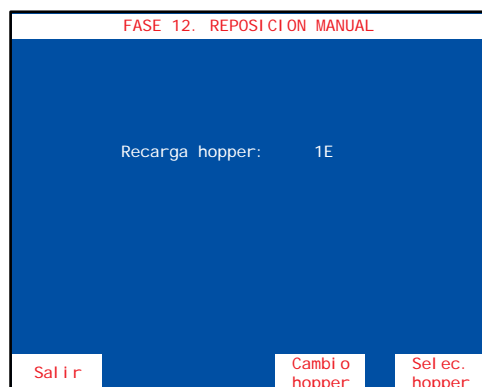 FASE 12. REPOSICION MANUAL
Recarga hopper: 1E
Salir
Cambio
hopper
Selec.
hopper